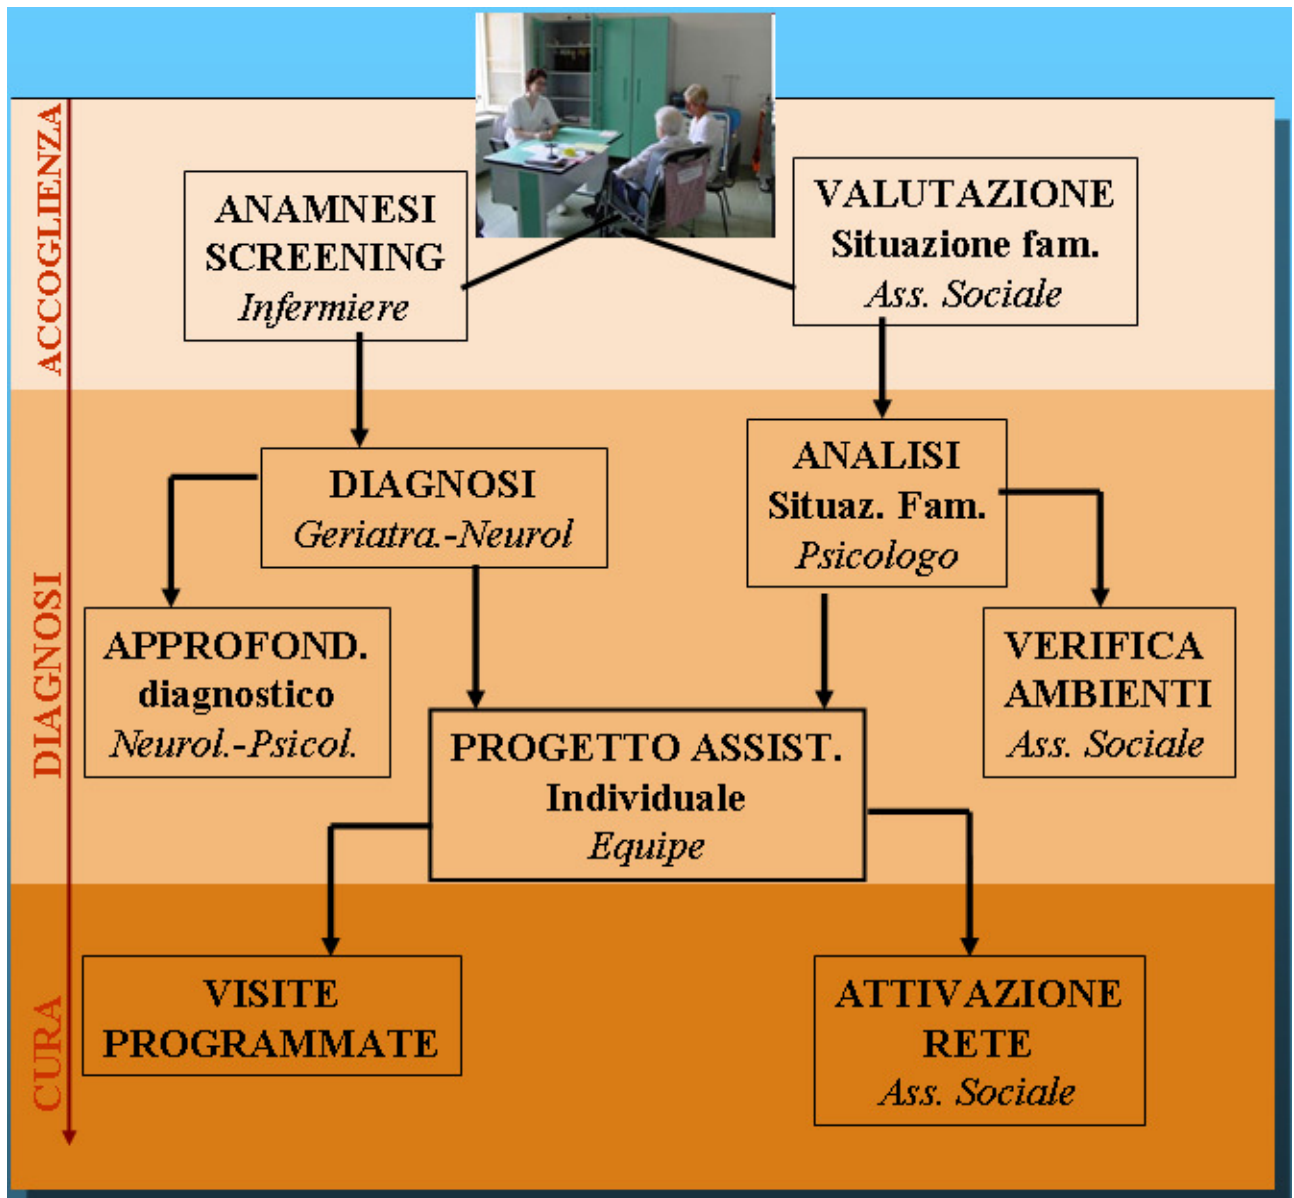 ACCOGLIENZA
ANAMNESI
SCREENING
Infermiere
VALUTAZIONE
Situazione fam.
Ass. Sociale
DIAGNOSI
DIAGNOSI
Geriatra.-Neurol
ANALISI
Situaz. Fam.
Psicologo
APPROFOND.
diagnostico
Neurol.-Psicol.
PROGETTO ASSIST.
Individuale
Equipe
VERIFICA
AMBIENTI
Ass. Sociale
CURA
VISITE
PROGRAMMATE
ATTIVAZIONE
RETE
Ass. Sociale